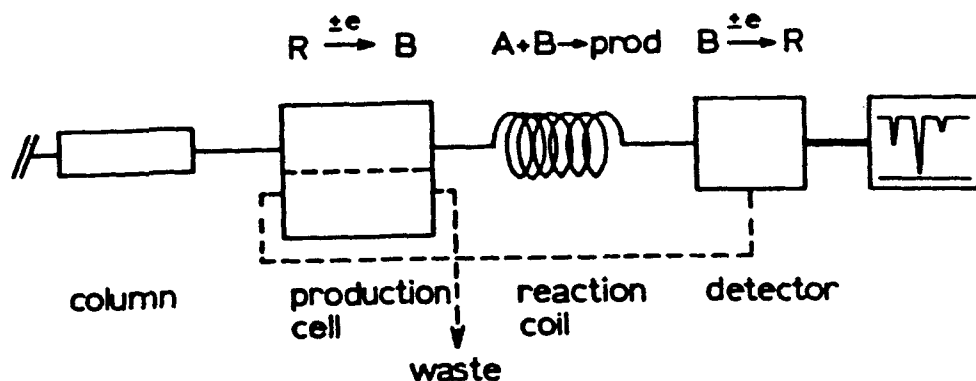 ±e
R → B
A+B→prod
±e
B → R
column
production
cell
reaction
coil
detector
waste